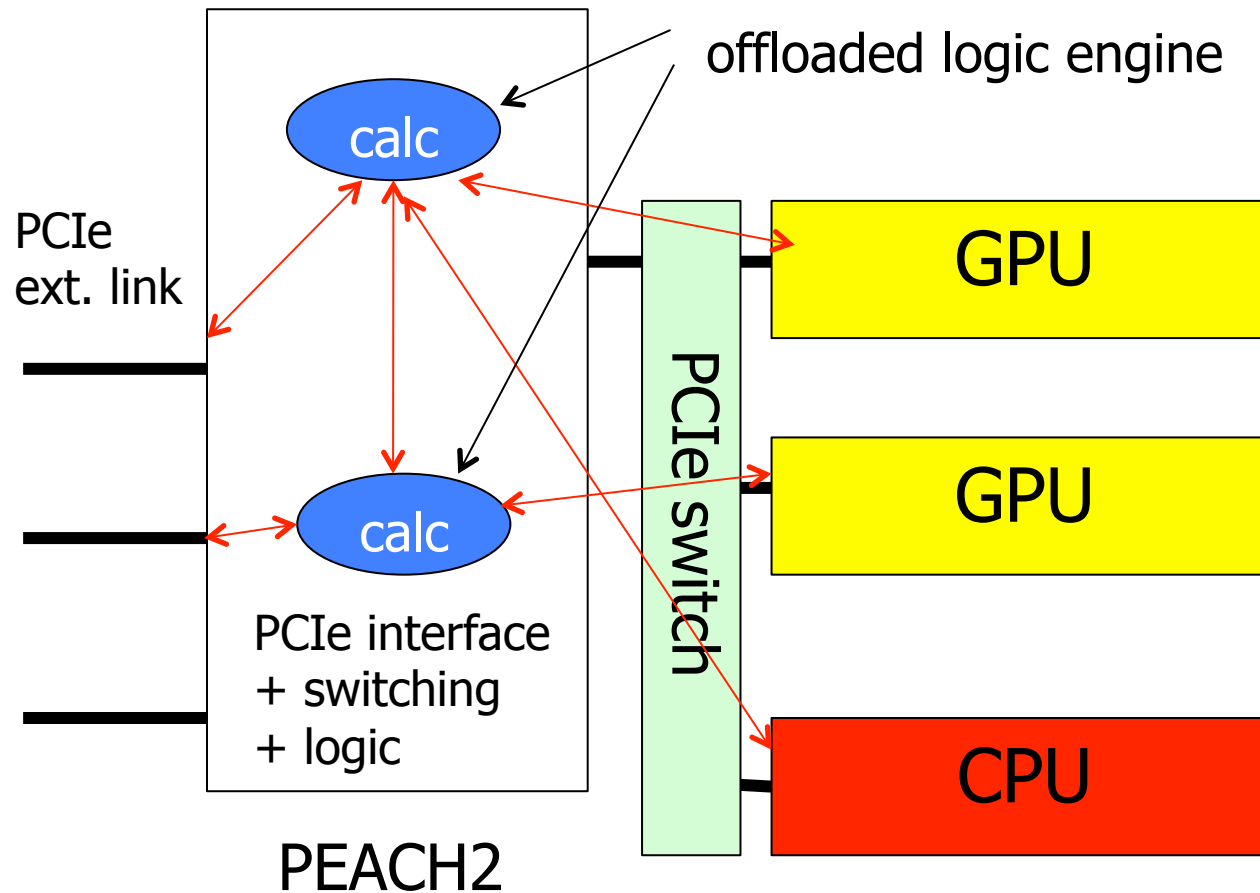 offloaded logic engine
calc
PCIe
ext. link
GPU
PCIe switch
GPU
calc
PCIe interface
+ switching
+ logic
CPU
PEACH2